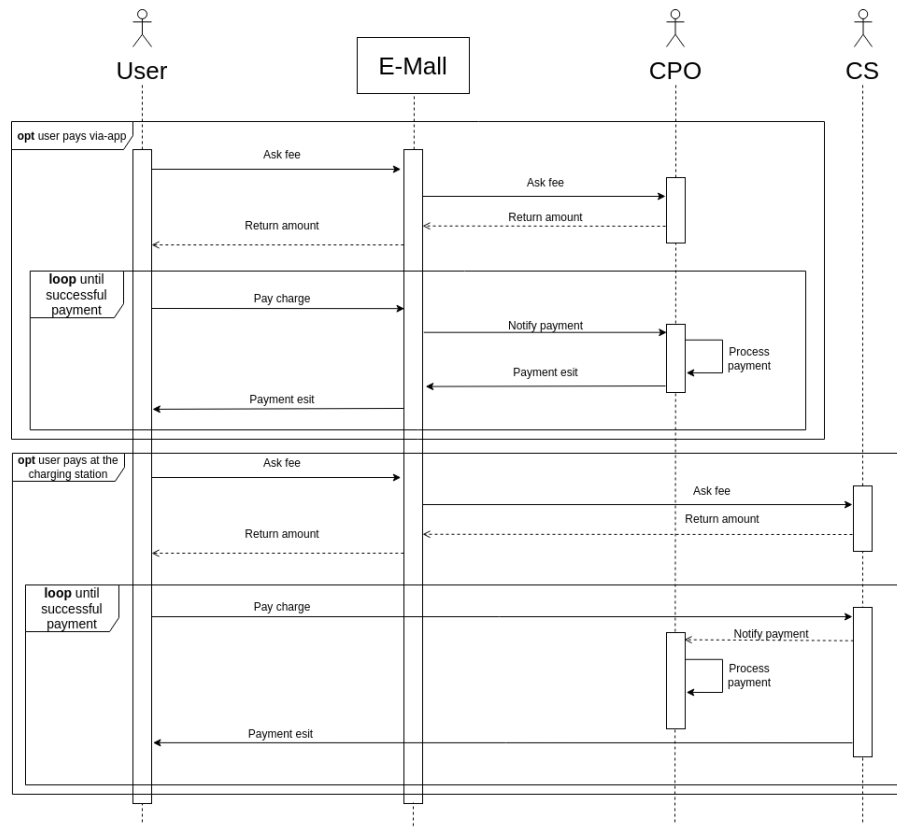 User
E-Mall
CPO
CS
opt user pays via-app
Ask fee
Ask fee
Return amount
Return amount
loop until
successful
payment
Pay charge
Notify payment
Process
payment
Payment esit
Payment esit
opt user pays at the
charging station
Ask fee
Ask fee
Return amount
Return amount
loop until
successful
payment
Pay charge
Notify payment
Process
payment
Payment esit